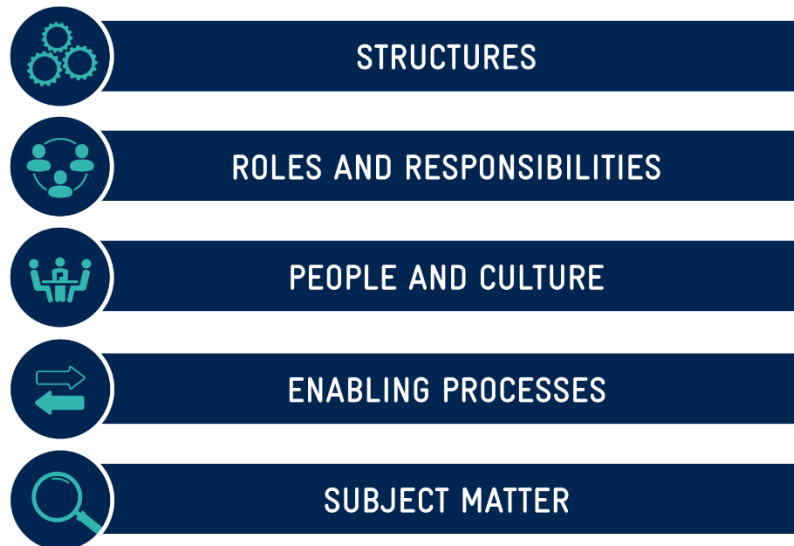 STRUCTURES
ROLES AND RESPONSIBILITIES
PEOPLE AND CULTURE
ENABLING PROCESSES
SUBJECT MATTER